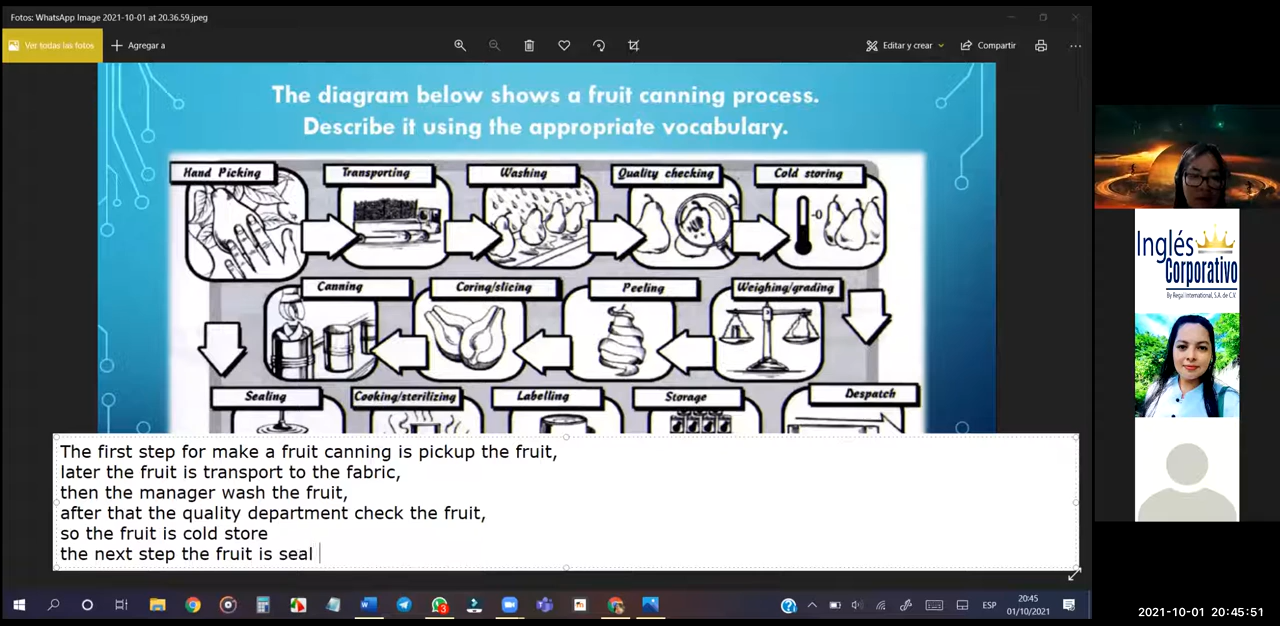 Fotos: WhatsApp Image 2021-10-01 at 20.36.59.jpeg
Ver todas las fotos
Agregar a
Editar y crear
Compartir
The diagram below shows a fruit canning process.
Describe it using the appropriate vocabulary.
Hand Picking
Transporting
Washing
Quality checking
Cold storing
-0
Canning
Coring/slicing
Peeling
Weighing/grading
Sealing
Cooking/sterilizing
Labelling
Storage
Despatch
The first step for make a fruit canning is pickup the fruit,
later the fruit is transport to the fabric,
then the manager wash the fruit,
after that the quality department check the fruit,
so the fruit is cold store
the next step the fruit is seal
Inglés
Corporativo
By Regal International, S.A. de C.V.
3
ESP
20:45
01/10/2021
2021-10-01 20:45:51